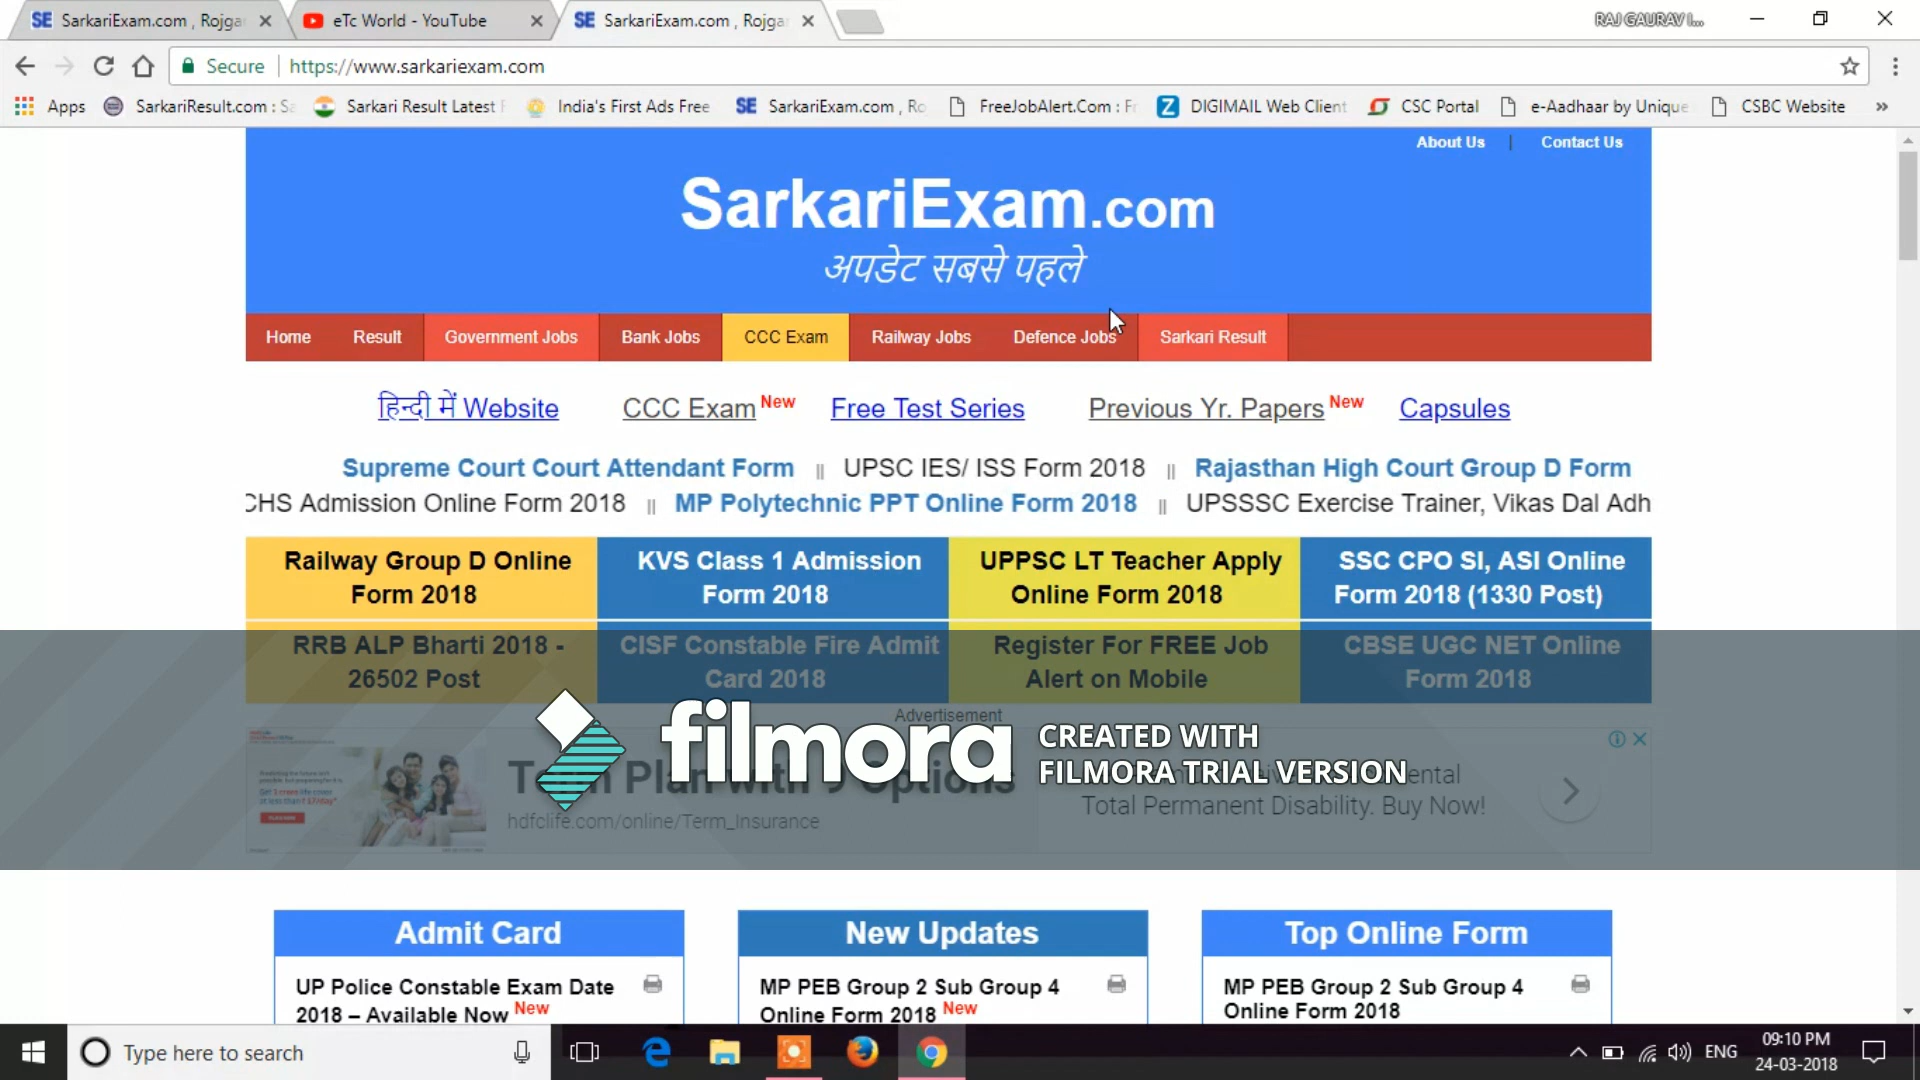 SE SarkariExam.com , Rojga
eTc World - YouTube
SE SarkariExam.com , Rojga
RAJ GAURAV I...
Secure https://www.sarkariexam.com
Apps
SarkariResult.com : Sa
Sarkari Result Latest
India's First Ads Free
SE SarkariExam.com , Ro
FreeJobAlert.Com : Fr
Z DIGIMAIL Web Client
CSC Portal
e-Aadhaar by Unique
CSBC Website
»
About Us | Contact Us
SarkariExam.com
अपडेट सबसे पहले
Home Result Government Jobs Bank Jobs CCC Exam Railway Jobs Defence Jobs Sarkari Result
हिन्दी में Website CCC Exam New Free Test Series Previous Yr. Papers New Capsules
Supreme Court Court Attendant Form || UPSC IES/ ISS Form 2018 || Rajasthan High Court Group D Form
CHS Admission Online Form 2018 || MP Polytechnic PPT Online Form 2018 || UPSSSC Exercise Trainer, Vikas Dal Adh
Railway Group D Online
Form 2018
KVS Class 1 Admission
Form 2018
UPPSC LT Teacher Apply
Online Form 2018
SSC CPO SI, ASI Online
Form 2018 (1330 Post)
RRB ALP Bharti 2018 -
26502 Post
CISF Constable Fire Admit
Card 2018
Register For FREE Job
Alert on Mobile
CBSE UGC NET Online
Form 2018
Advertisement
filmora
CREATED WITH
FILMORA TRIAL VERSION
Term Plan with 9 Options
hdfclife.com/online/Term_Insurance
Total Permanent Disability. Buy Now!
Admit Card
UP Police Constable Exam Date
2018 – Available Now New
New Updates
MP PEB Group 2 Sub Group 4
Online Form 2018 New
Top Online Form
MP PEB Group 2 Sub Group 4
Online Form 2018
Type here to search
ENG
09:10 PM
24-03-2018